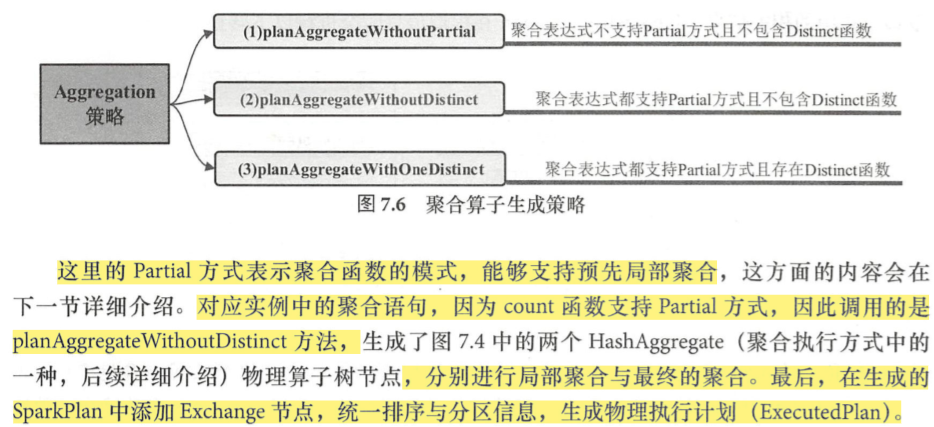 (1)planAggregateWithoutPartial 聚合表达式不支持Partial方式且不包含Distinct函数
Aggregation
策略
(2)planAggregateWithoutDistinct 聚合表达式都支持Partial方式且不包含Distinct函数
(3)planAggregateWithOneDistinct 聚合表达式都支持Partial方式且存在Distinct函数
图 7.6 聚合算子生成策略
这里的 Partial 方式表示聚合函数的模式，能够支持预先局部聚合，这方面的内容会在
下一节详细介绍。对应实例中的聚合语句，因为 count 函数支持 Partial 方式，因此调用的是
planAggregateWithoutDistinct 方法，生成了图 7.4 中的两个 HashAggregate（聚合执行方式中的
一种，后续详细介绍）物理算子树节点，分别进行局部聚合与最终的聚合。最后，在生成的
SparkPlan 中添加 Exchange 节点，统一排序与分区信息，生成物理执行计划（ExecutedPlan）。